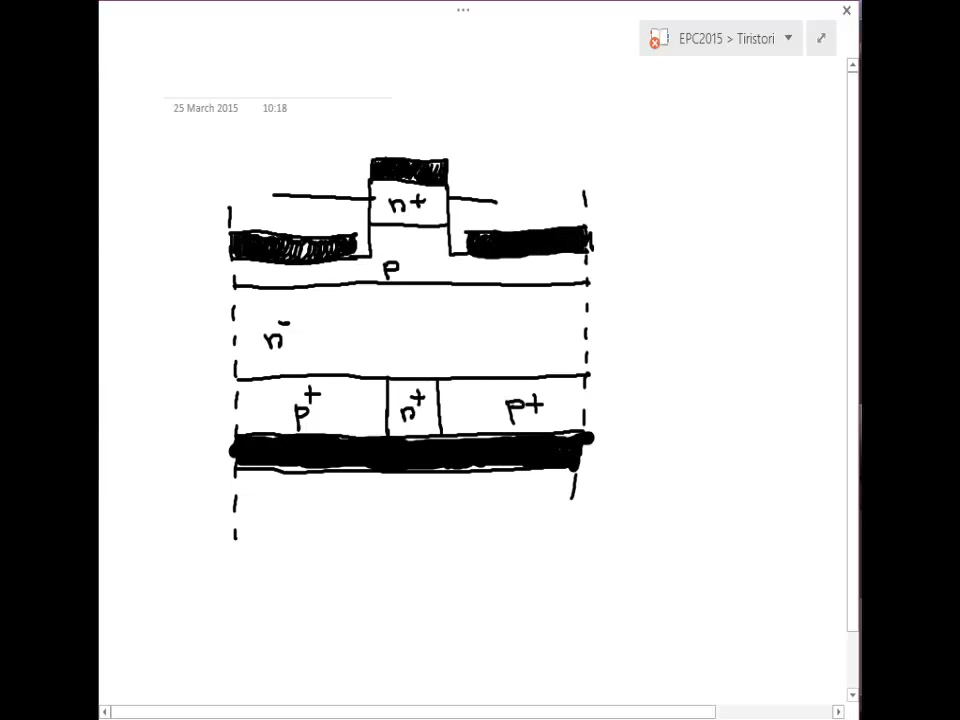 EPC2015 > Tiristori
25 March 2015 10:18
n+
p
n⁻
p⁺ n⁺ p+